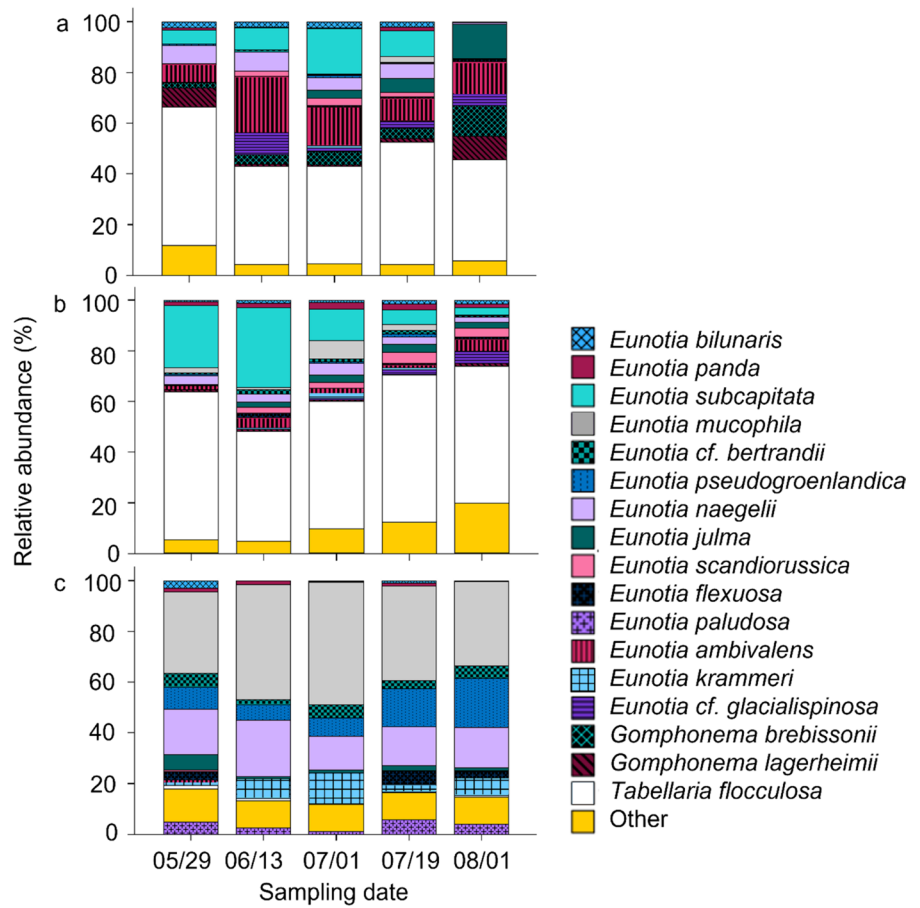 a
100
80
60
40
20
0
b
100
80
60
40
20
0
c
100
80
60
40
20
0
Relative abundance (%)
05/29 06/13 07/01 07/19 08/01
Sampling date
Eunotia bilunaris
Eunotia panda
Eunotia subcapitata
Eunotia mucophila
Eunotia cf. bertrandii
Eunotia pseudogroenlandica
Eunotia naegelii
Eunotia julma
Eunotia scandiorussica
Eunotia flexuosa
Eunotia paludosa
Eunotia ambivalens
Eunotia krammeri
Eunotia cf. glacialispinosa
Gomphonema brebissonii
Gomphonema lagerheimii
Tabellaria flocculosa
Other